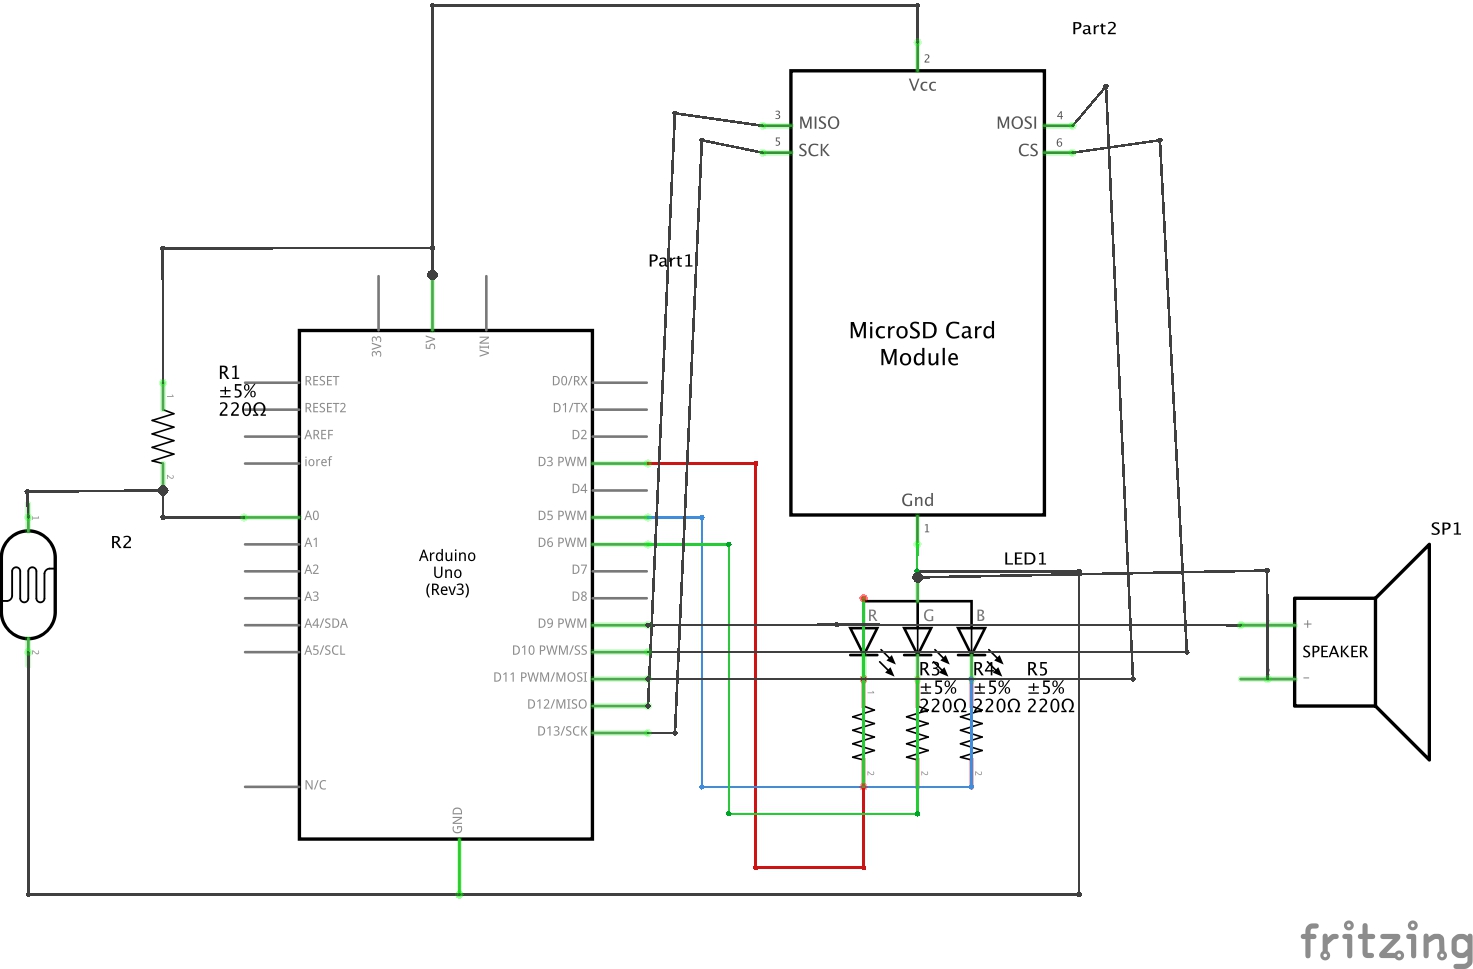 Part2
2
Vcc
3
MISO
MOSI
4
5
SCK
CS
6
Part1
MicroSD Card
Module
Gnd
1
3V3
5V
VIN
R1
±5%
220Ω
RESET
RESET2
AREF
ioref
A0
A1
A2
A3
A4/SDA
A5/SCL
N/C
D0/RX
D1/TX
D2
D3 PWM
D4
D5 PWM
D6 PWM
D7
D8
D9 PWM
D10 PWM/SS
D11 PWM/MOSI
D12/MISO
D13/SCK
Arduino
Uno
(Rev3)
GND
1
2
R2
1
2
LED1
R
G
B
R3
±5%
220Ω
R4
±5%
220Ω
R5
±5%
220Ω
1
2
2
2
SP1
+
SPEAKER
−
fritzing